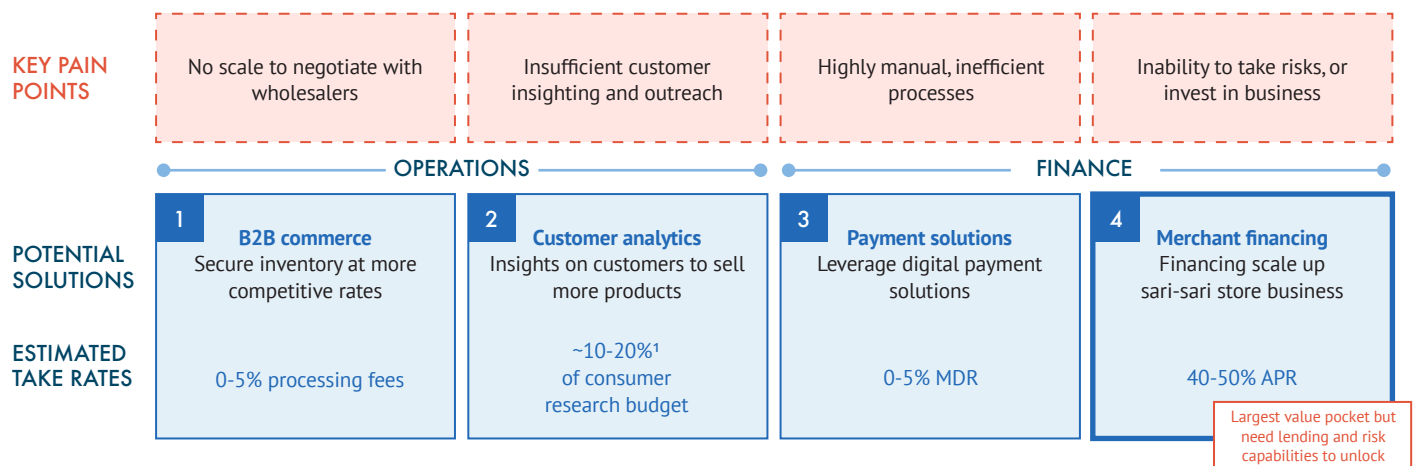 KEY PAIN
POINTS
No scale to negotiate with
wholesalers
Insufficient customer
insighting and outreach
Highly manual, inefficient
processes
Inability to take risks, or
invest in business
OPERATIONS
FINANCE
POTENTIAL
SOLUTIONS
1
B2B commerce
Secure inventory at more
competitive rates
2
Customer analytics
Insights on customers to sell
more products
3
Payment solutions
Leverage digital payment
solutions
4
Merchant financing
Financing scale up
sari-sari store business
ESTIMATED
TAKE RATES
0-5% processing fees
~10-20%¹
of consumer
research budget
0-5% MDR
40-50% APR
Largest value pocket but
need lending and risk
capabilities to unlock